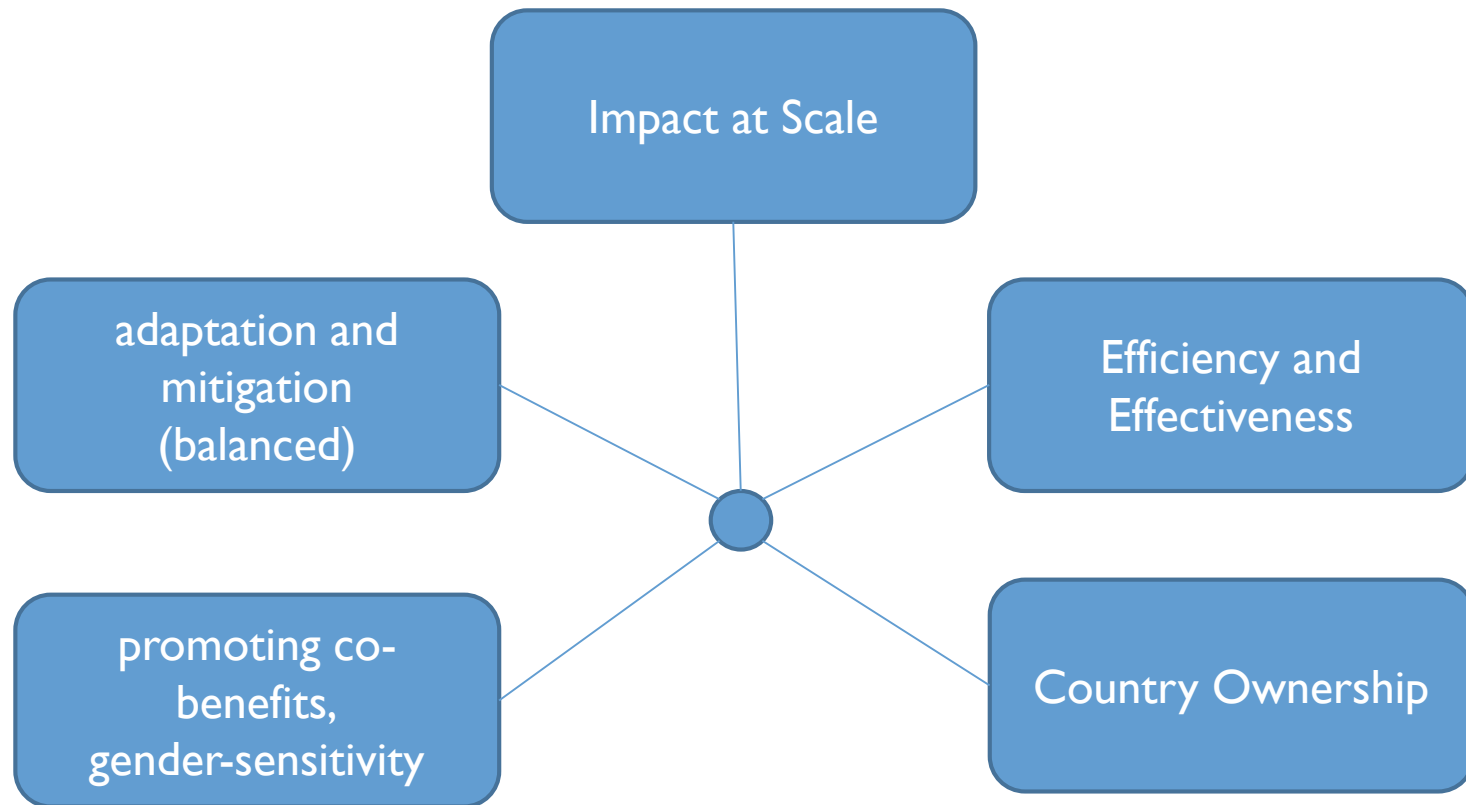 Impact at Scale
adaptation and
mitigation
(balanced)
Efficiency and
Effectiveness
promoting co-
benefits,
gender-sensitivity
Country Ownership